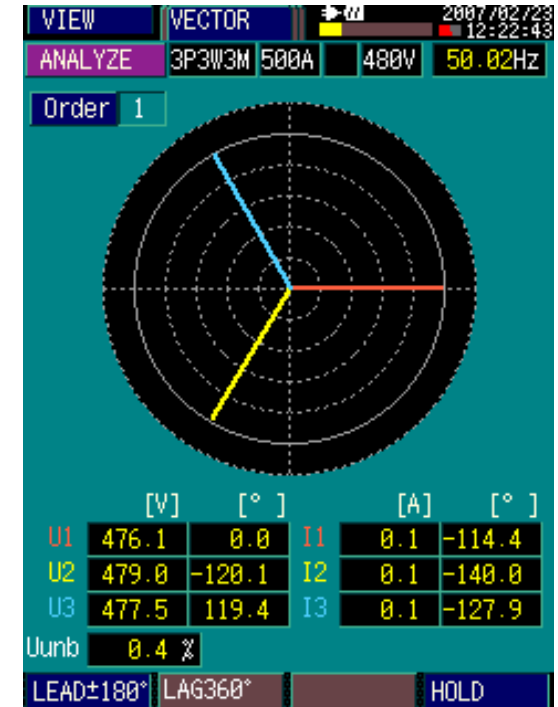 VIEW VECTOR 2007/02/23
12:22:43
ANALYZE 3P3W3M 500A 480V 50.02Hz
Order 1
[V] [° ] [A] [° ]
U1 476.1 0.0 I1 0.1 -114.4
U2 479.0 -120.1 I2 0.1 -140.0
U3 477.5 119.4 I3 0.1 -127.9
Uunb 0.4 %
LEAD±180° LAG360° HOLD